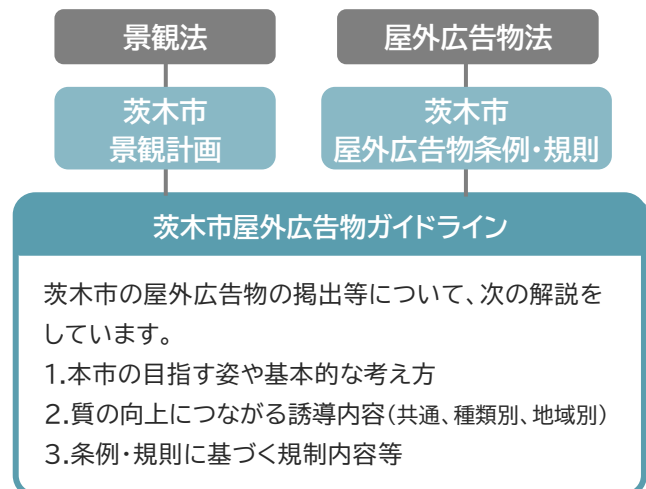 景観法
屋外広告物法
茨木市
景観計画
茨木市
屋外広告物条例・規則
茨木市屋外広告物ガイドライン
茨木市の屋外広告物の掲出等について、次の解説を
しています。
1.本市の目指す姿や基本的な考え方
2.質の向上につながる誘導内容(共通、種類別、地域別)
3.条例・規則に基づく規制内容等